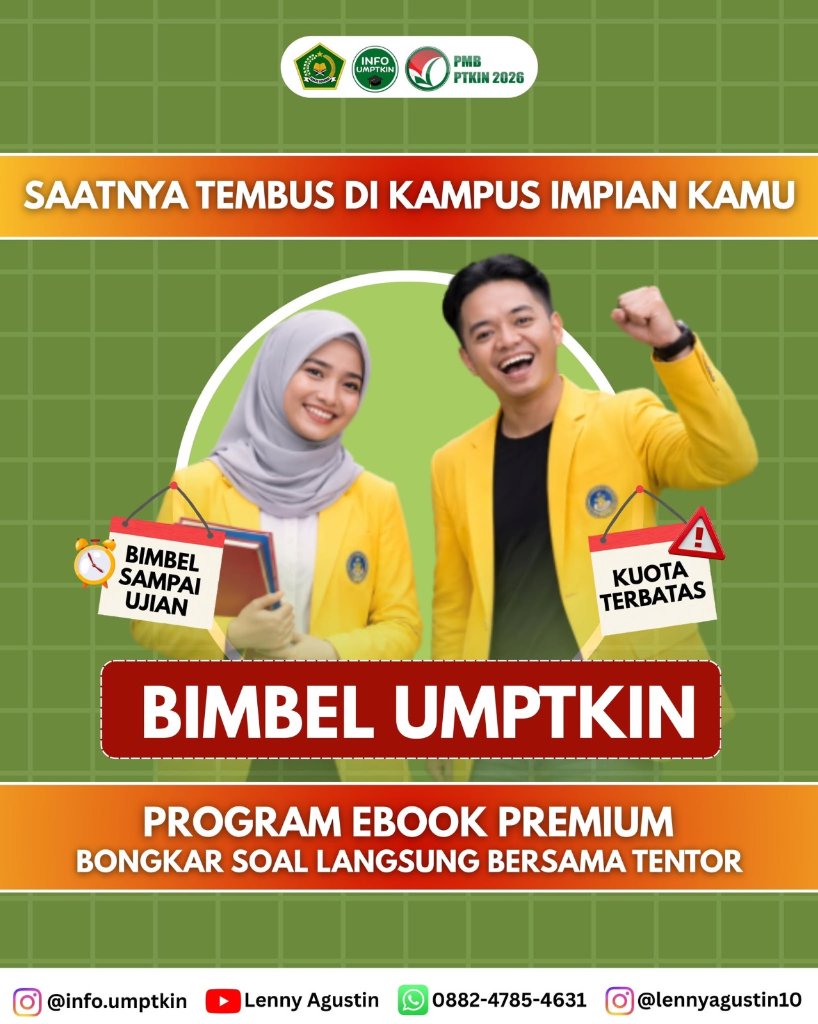 INFO
UMPTKIN
PMB
PTKIN 2026
SAATNYA TEMBUS DI KAMPUS IMPIAN KAMU
BIMBEL
SAMPAI
UJIAN
KUOTA
TERBATAS
BIMBEL UMPTKIN
PROGRAM EBOOK PREMIUM
BONGKAR SOAL LANGSUNG BERSAMA TENTOR
@info.umptkin
Lenny Agustin
0882-4785-4631
@lennyagustin10